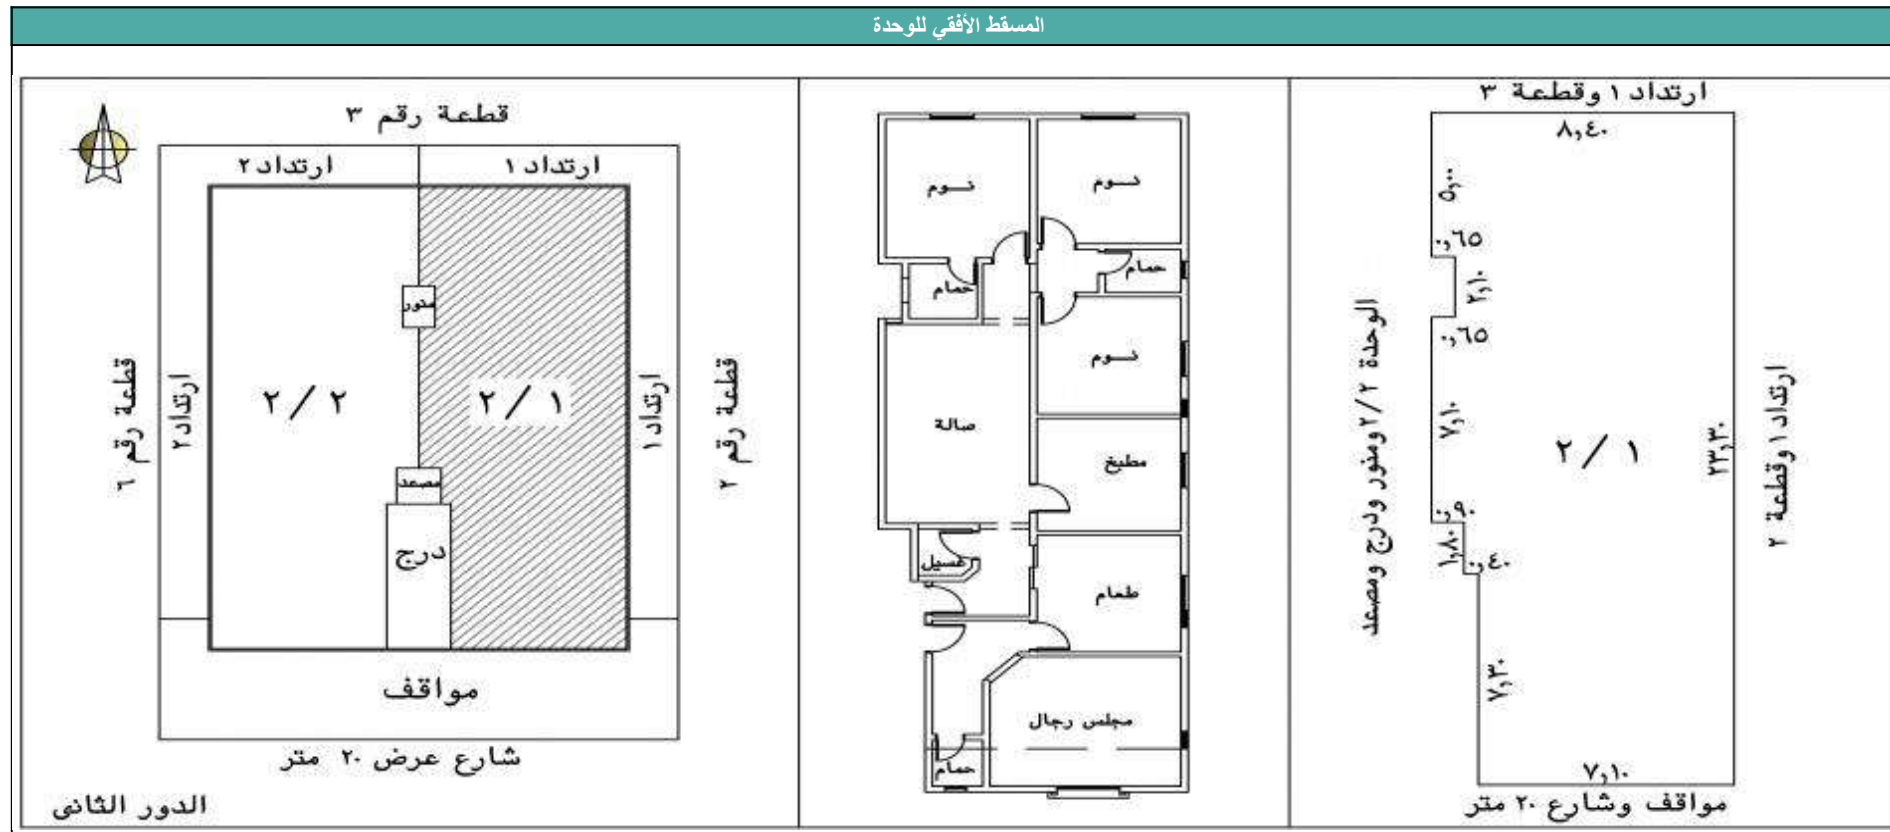 المسقط الأفقي للوحدة
ارتداد ١ وقطعة ٣
٨,٤٠
٥,٠٠
٠,٦٥
٢,١٠
٠,٦٥
٧,١٠
٠,٩٠
١,٨٠
٠,٤٠
٧,٣٠
٧,١٠
٢٣,٣٠
٢/١
الوحدة ٢/٢ ومنور ودرج ومصعد
ارتداد ١ وقطعة ٢
مواقف وشارع ٢٠ متر
نوم
نوم
حمام
حمام
نوم
صالة
مطبخ
غسيل
طعام
مجلس رجال
حمام
قطعة رقم ٣
ارتداد ١
ارتداد ٢
منور
٢/١
٢/٢
ارتداد ١
قطعة رقم ٢
ارتداد ٢
قطعة رقم ٦
مصعد
درج
مواقف
شارع عرض ٢٠ متر
الدور الثانى